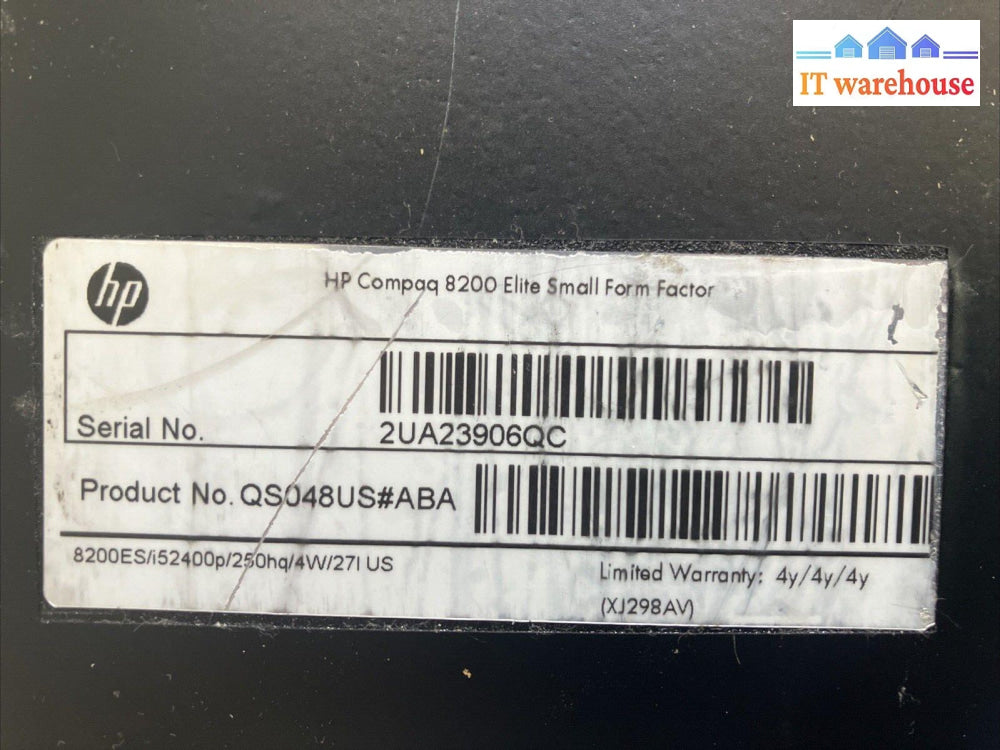 IT warehouse
hp
HP Compaq 8200 Elite Small Form Factor
Serial No. 2UA23906QC
Product No. QS048US#ABA
8200ES/i52400p/250hq/4W/27I US
Limited Warranty: 4y/4y/4y
(XJ298AV)